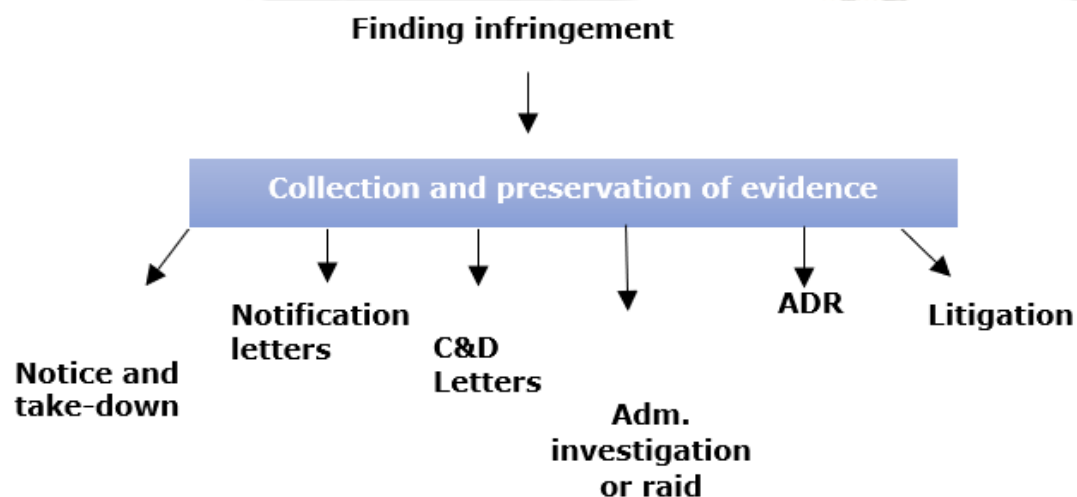 Finding infringement
Collection and preservation of evidence
Notice and
take-down
Notification
letters
C&D
Letters
Adm.
investigation
or raid
ADR
Litigation